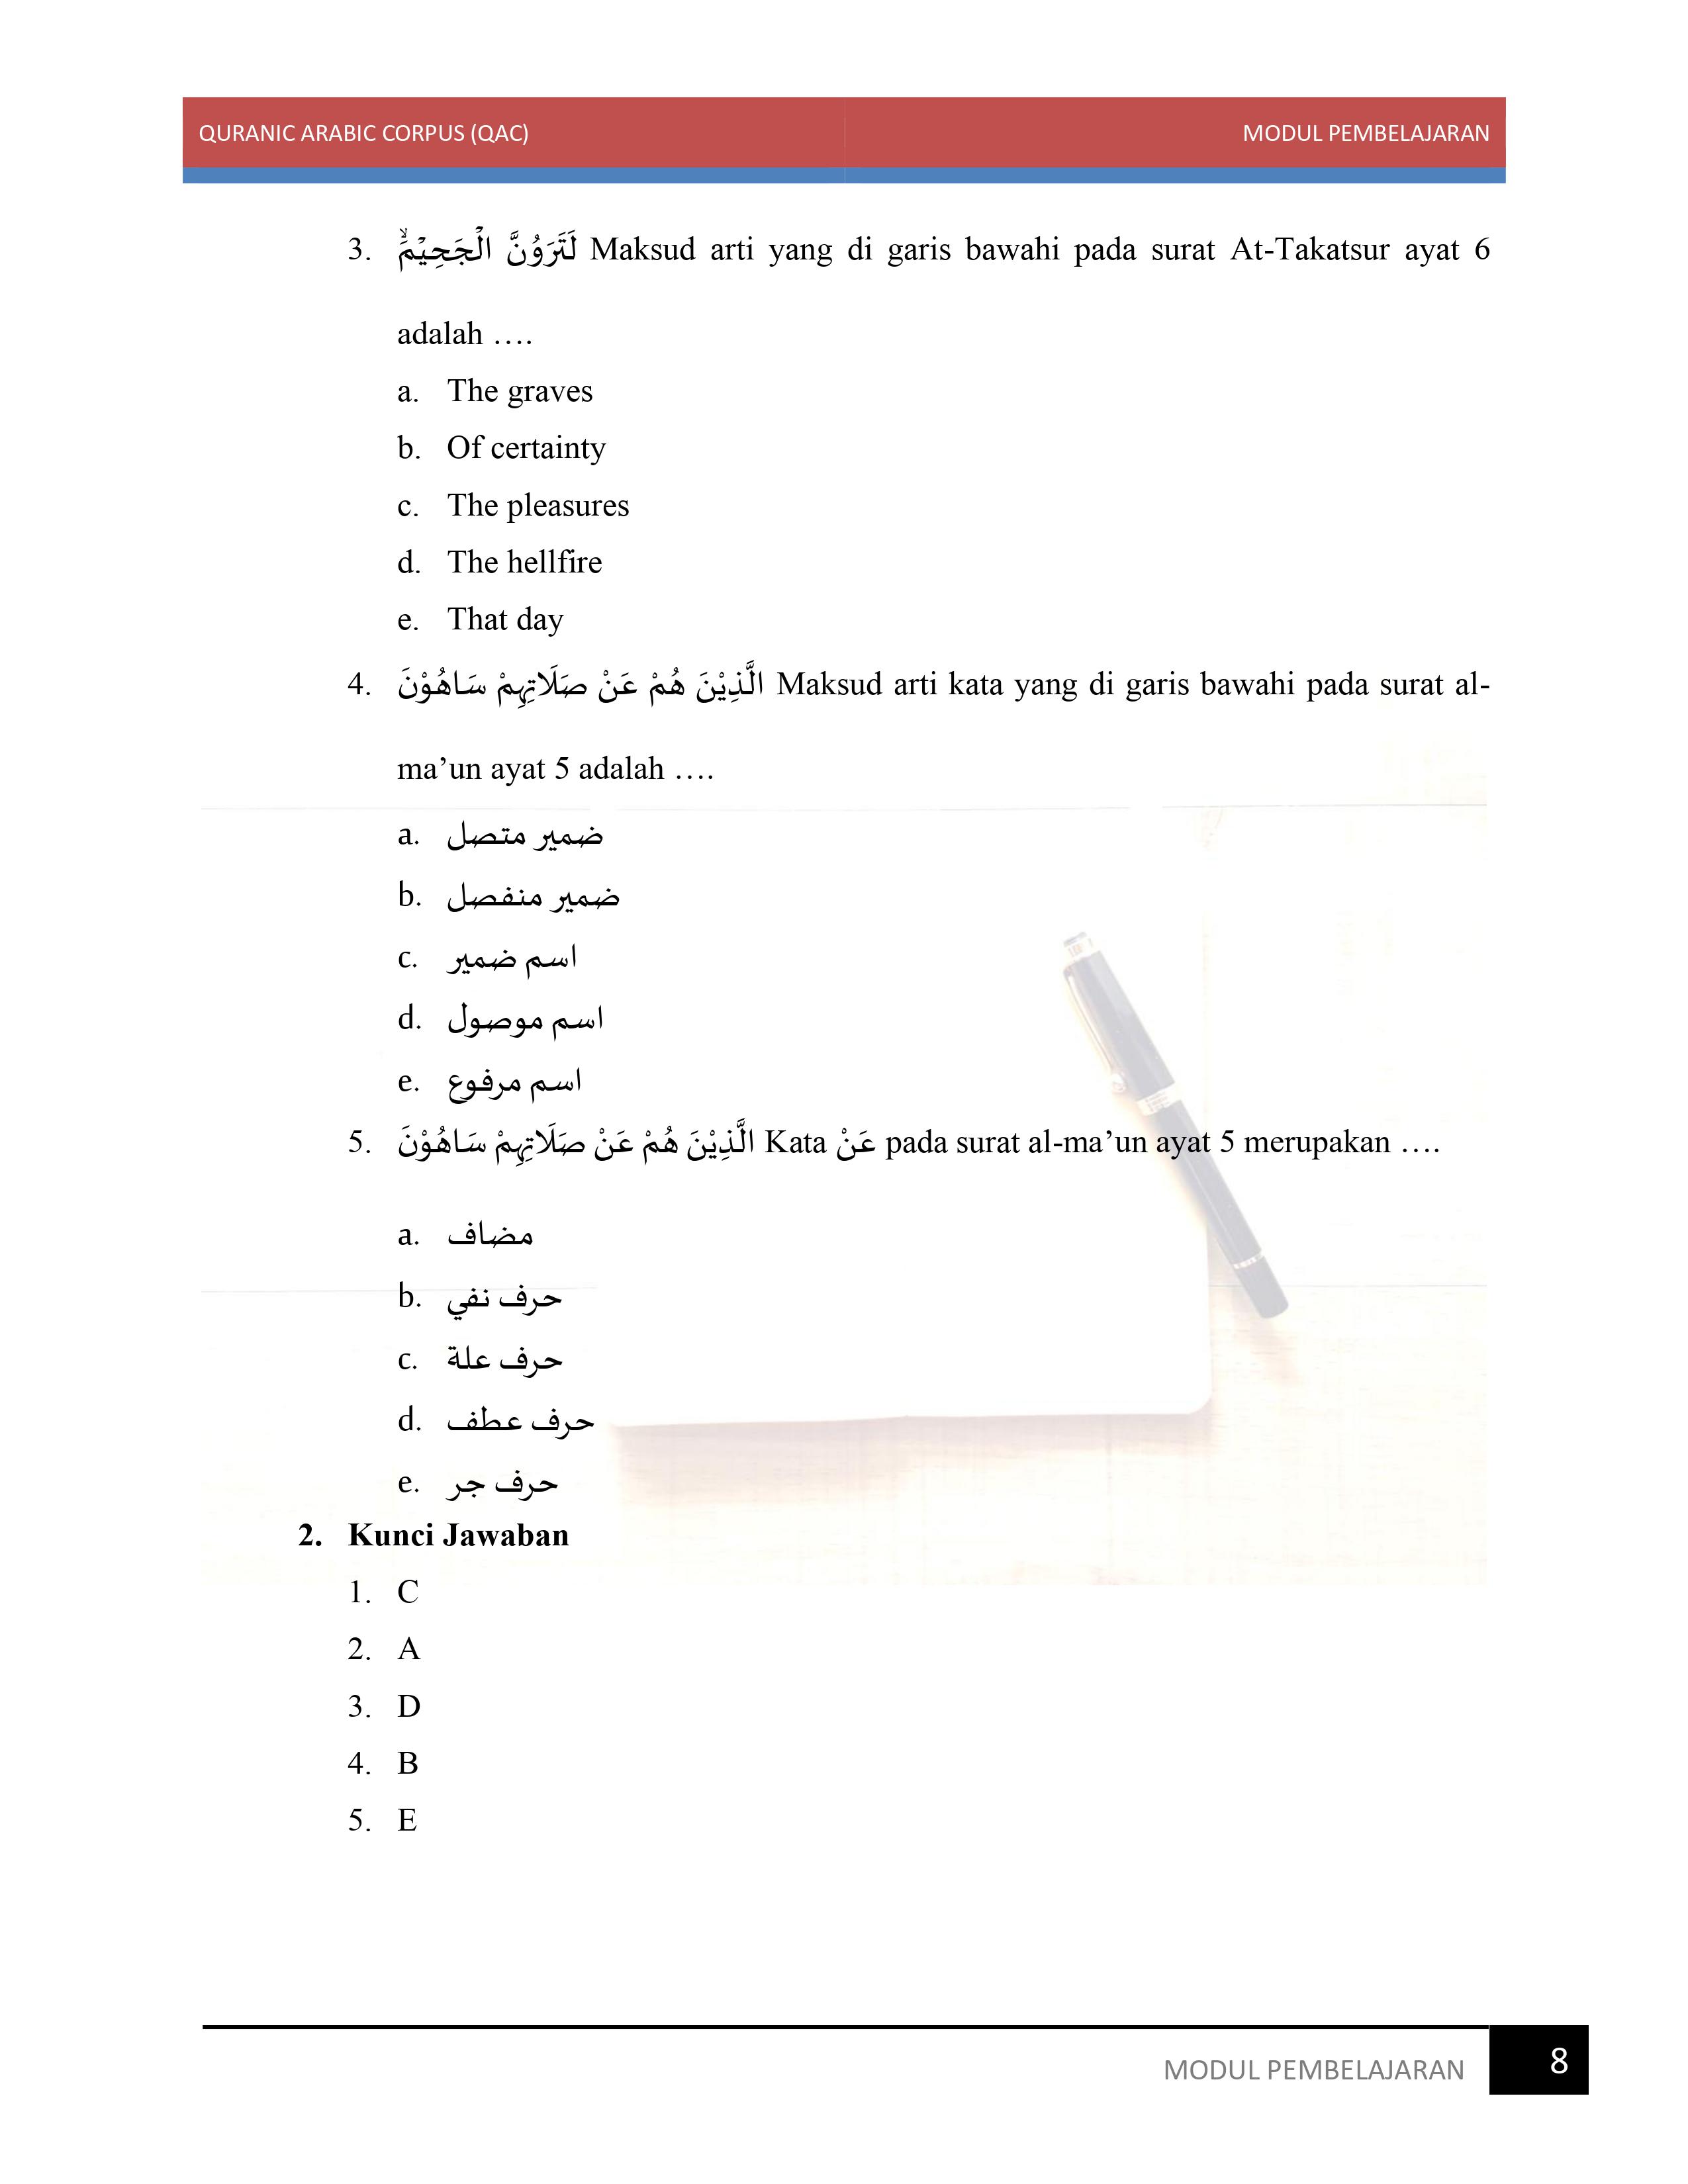 QURANIC ARABIC CORPUS (QAC) MODUL PEMBELAJARAN
3. لَتَرَوُنَّ الْجَحِيْمَۙ Maksud arti yang di garis bawahi pada surat At-Takatsur ayat 6
adalah ….
a. The graves
b. Of certainty
c. The pleasures
d. The hellfire
e. That day
4. الَّذِيْنَ هُمْ عَنْ صَلَاتِهِمْ سَاهُوْنَ Maksud arti kata yang di garis bawahi pada surat al-
ma’un ayat 5 adalah ….
a. ضمير متصل
b. ضمير منفصل
c. اسم ضمير
d. اسم موصول
e. اسم مرفوع
5. الَّذِيْنَ هُمْ عَنْ صَلَاتِهِمْ سَاهُوْنَ Kata عَنْ pada surat al-ma’un ayat 5 merupakan ….
a. مضاف
b. حرف نفي
c. حرف علة
d. حرف عطف
e. حرف جر
2. Kunci Jawaban
1. C
2. A
3. D
4. B
5. E
MODUL PEMBELAJARAN 8